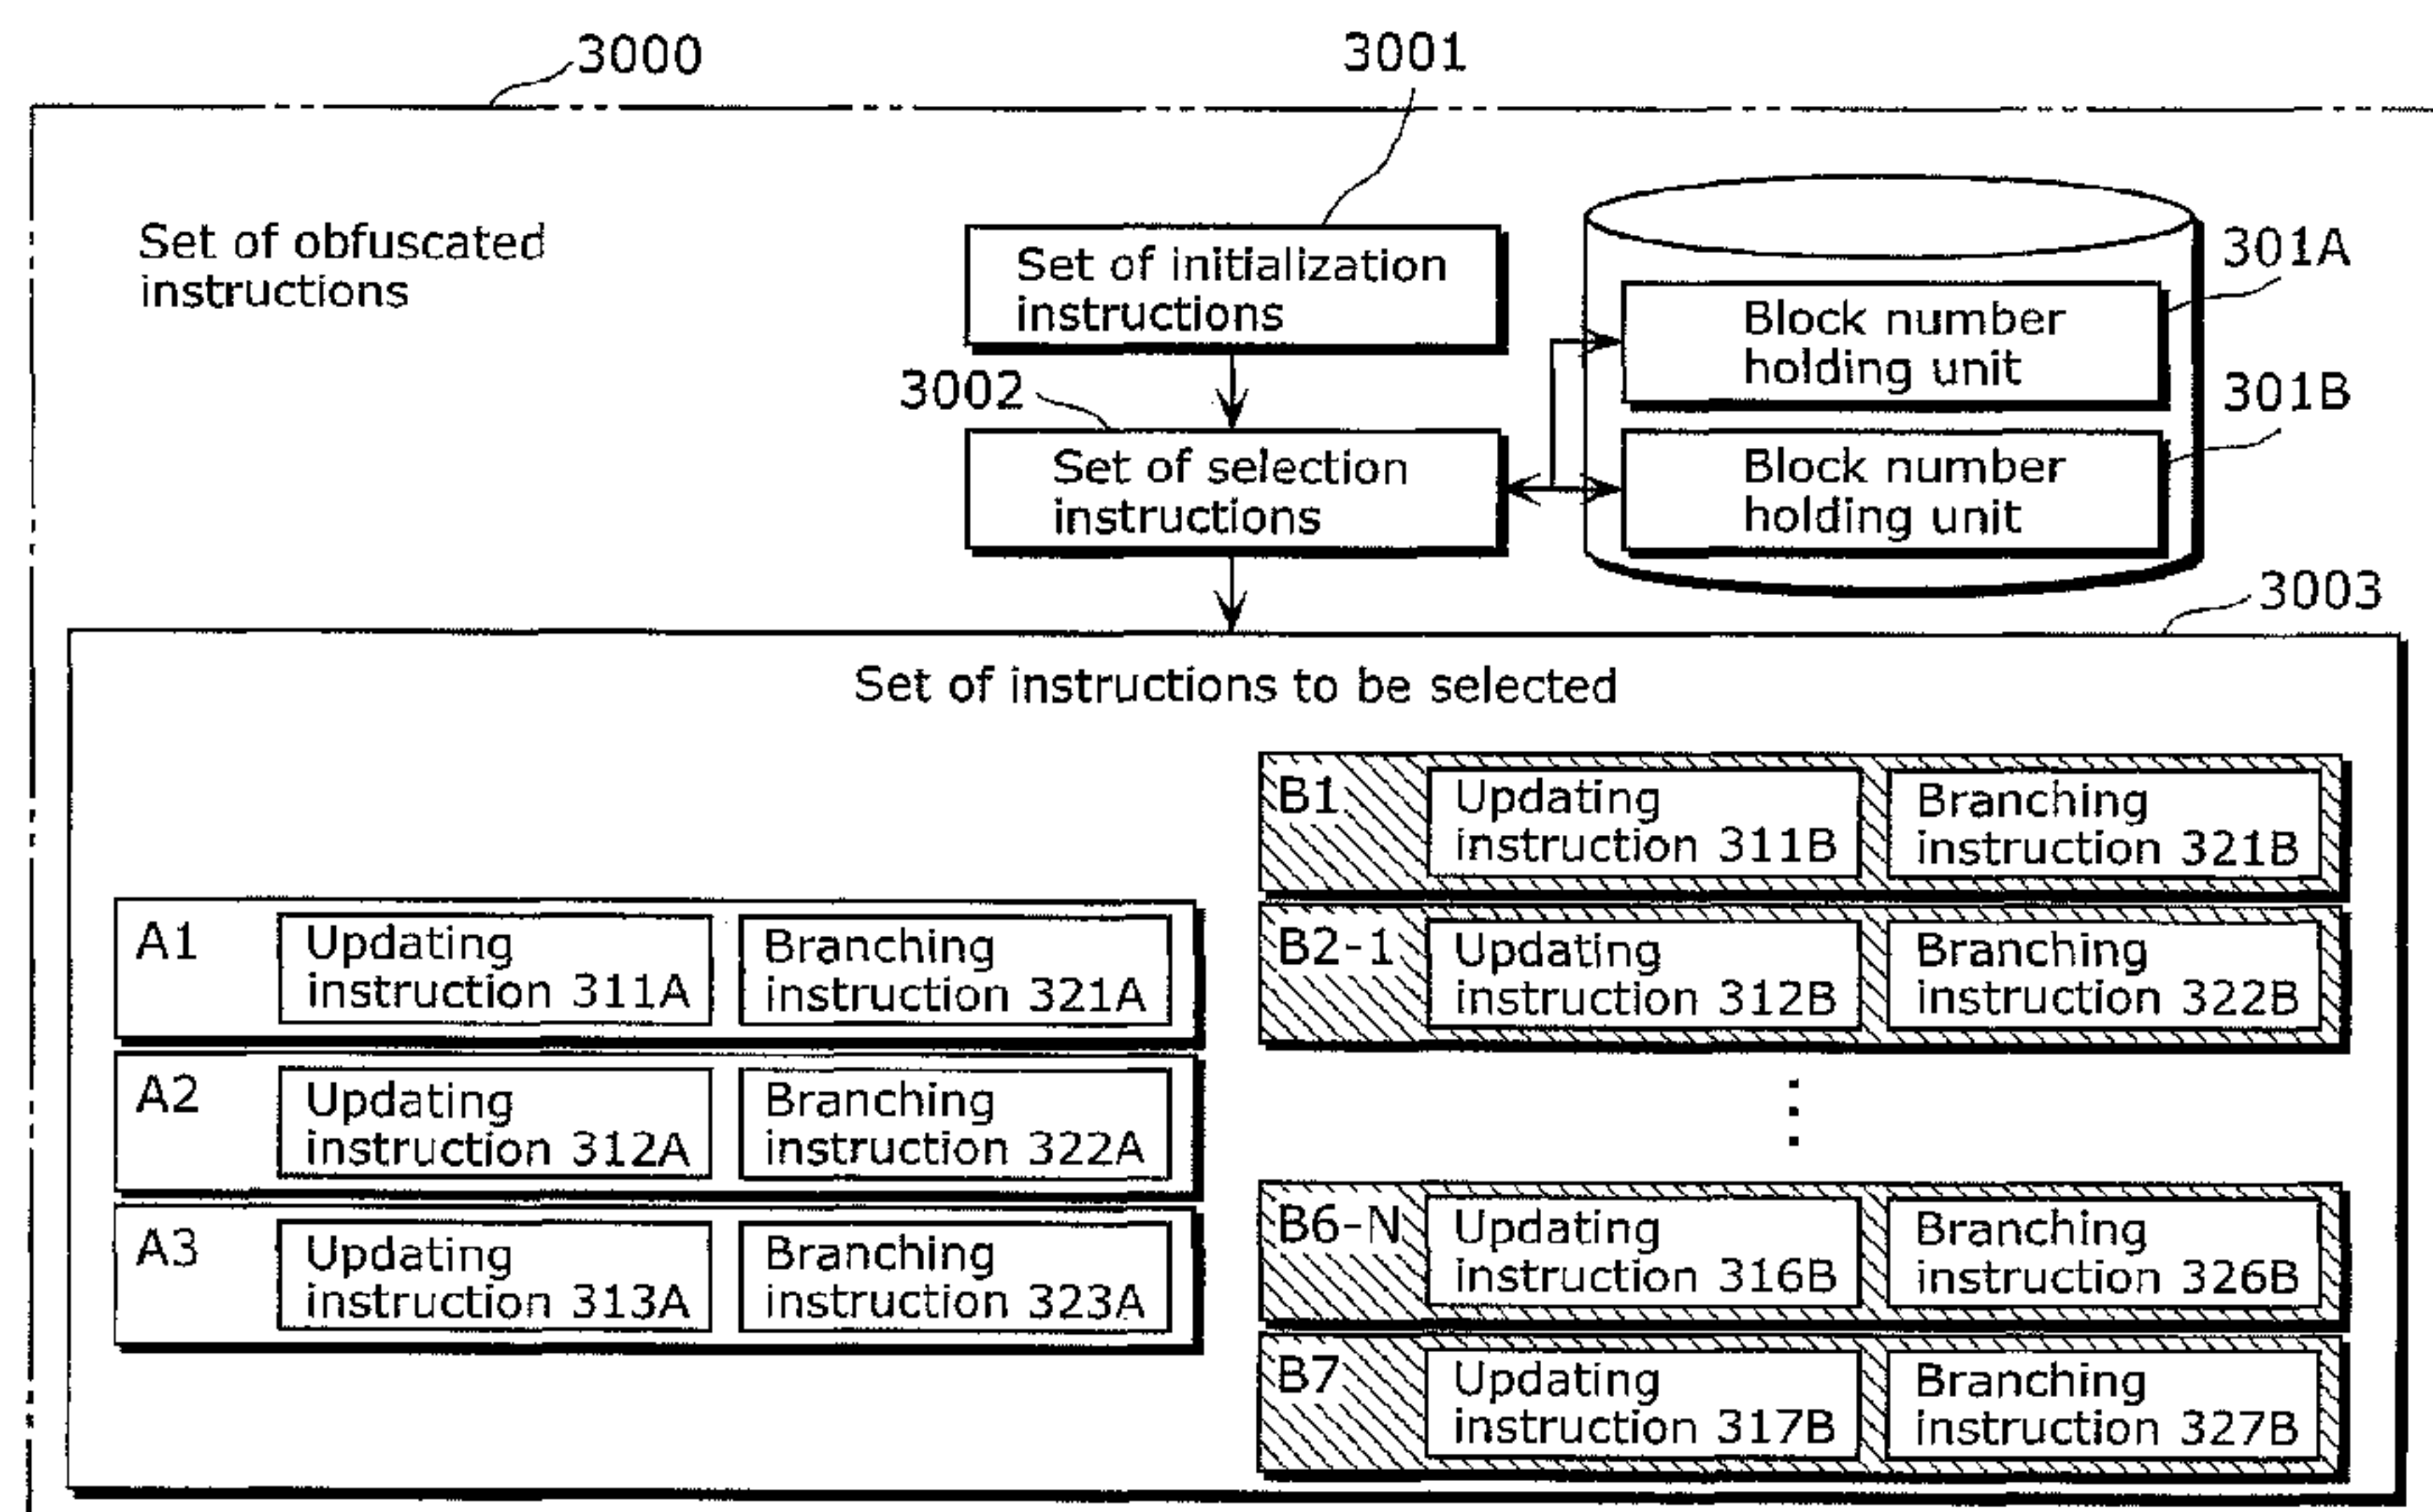 3000
3001
Set of obfuscated
instructions
Set of initialization
instructions
301A
Block number
holding unit
3002
301B
Set of selection
instructions
Block number
holding unit
3003
Set of instructions to be selected
A1
Updating
instruction 311A
Branching
instruction 321A
A2
Updating
instruction 312A
Branching
instruction 322A
A3
Updating
instruction 313A
Branching
instruction 323A
B1
Updating
instruction 311B
Branching
instruction 321B
B2-1
Updating
instruction 312B
Branching
instruction 322B
B6-N
Updating
instruction 316B
Branching
instruction 326B
B7
Updating
instruction 317B
Branching
instruction 327B